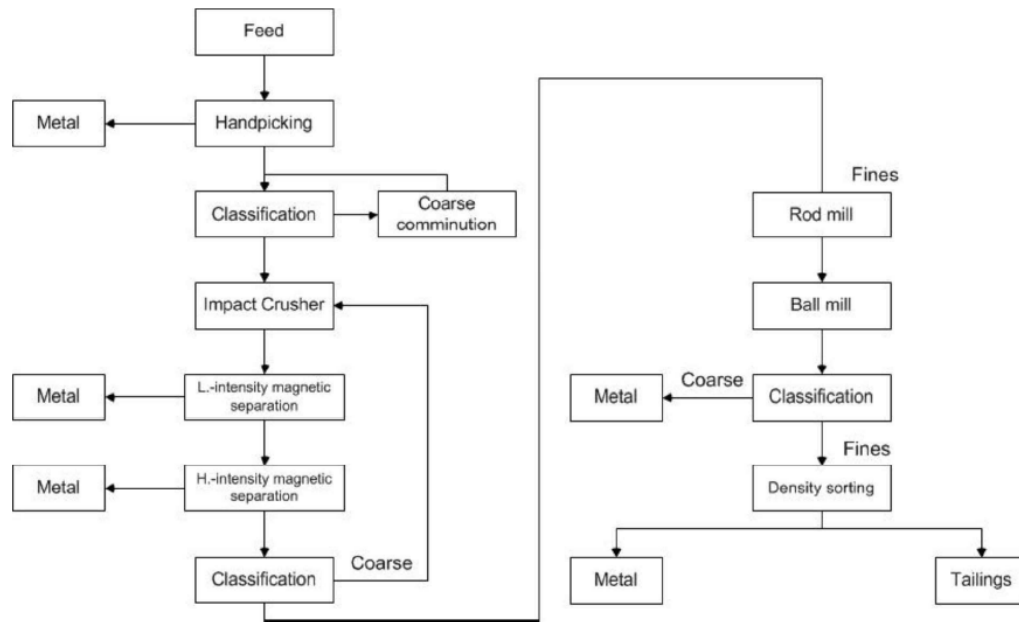 Feed
Metal
Handpicking
Classification
Coarse
comminution
Impact Crusher
Metal
L.-intensity magnetic
separation
Metal
H.-intensity magnetic
separation
Classification
Coarse
Fines
Rod mill
Ball mill
Coarse
Metal
Classification
Fines
Density sorting
Metal
Tailings